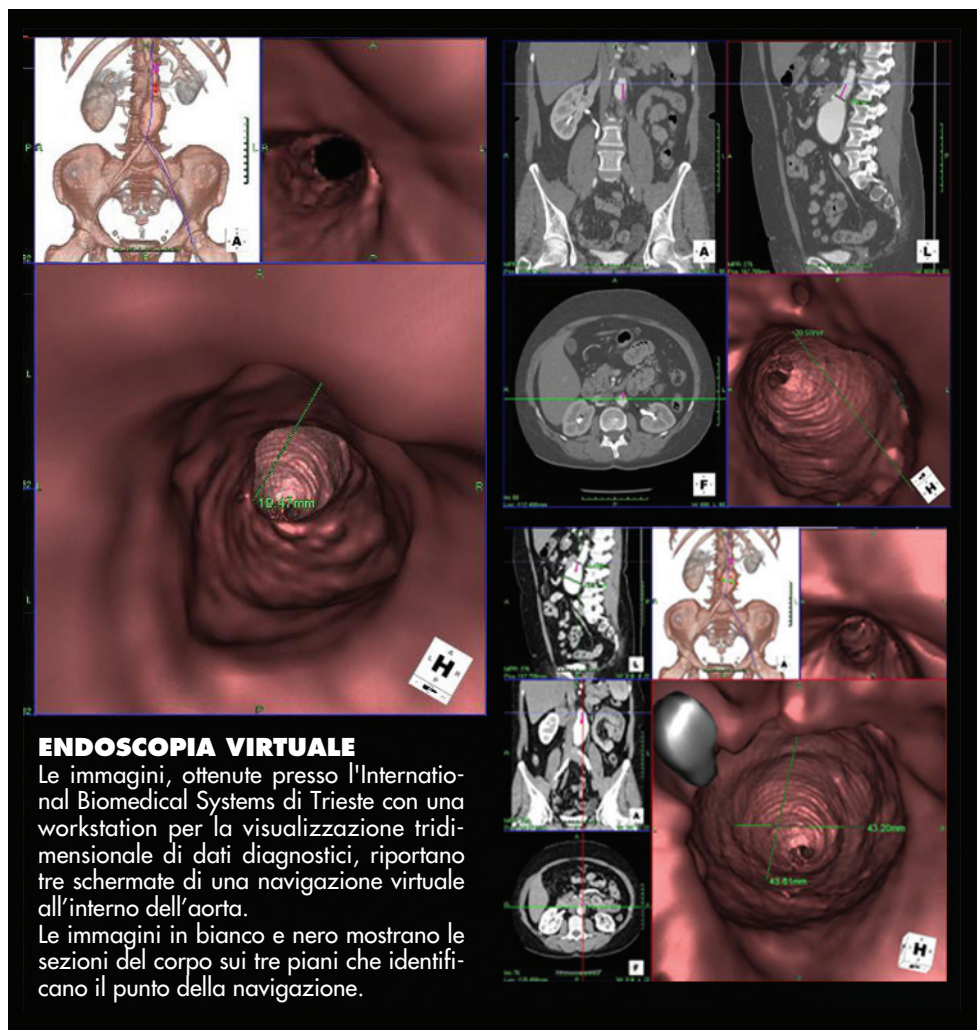 A
A
L
R
19.47mm
H
A
L
F
H
L
A
A
F
43.20mm
43.61mm
H
ENDOSCOPIA VIRTUALE
Le immagini, ottenute presso l'Internatio-
nal Biomedical Systems di Trieste con una
workstation per la visualizzazione tridi-
mensionale di dati diagnostici, riportano
tre schermate di una navigazione virtuale
all’interno dell’aorta.
Le immagini in bianco e nero mostrano le
sezioni del corpo sui tre piani che identifi-
cano il punto della navigazione.